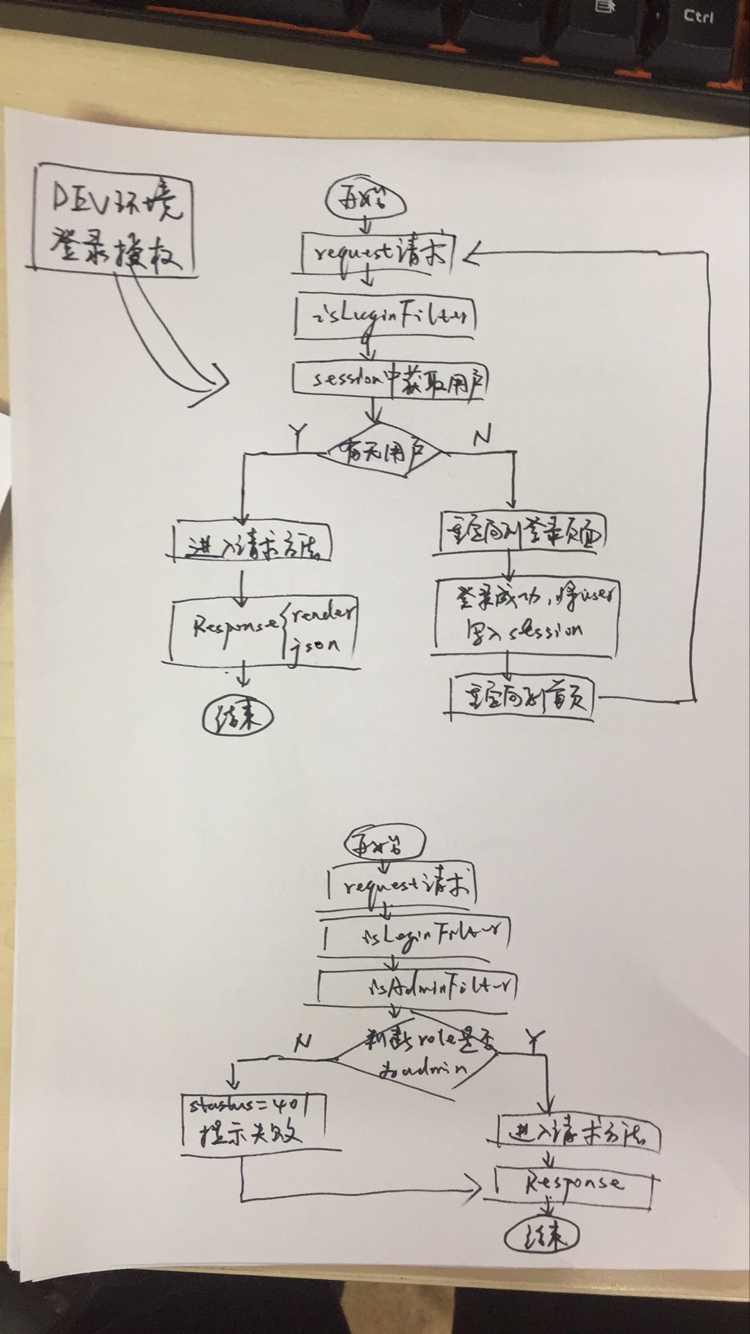 Ctrl
DEV环境
登录授权
开始
request请求
isLoginFilter
session中获取用户
有无用户
Y
N
进入请求方法
Response { render
json
结束
重定向到登录页面
登录成功,将user
写入session
重定向到首页
开始
request请求
isLoginFilter
isAdminFilter
判断role是否
为admin
N
Y
status=401
提示失败
进入请求方法
Response
结束